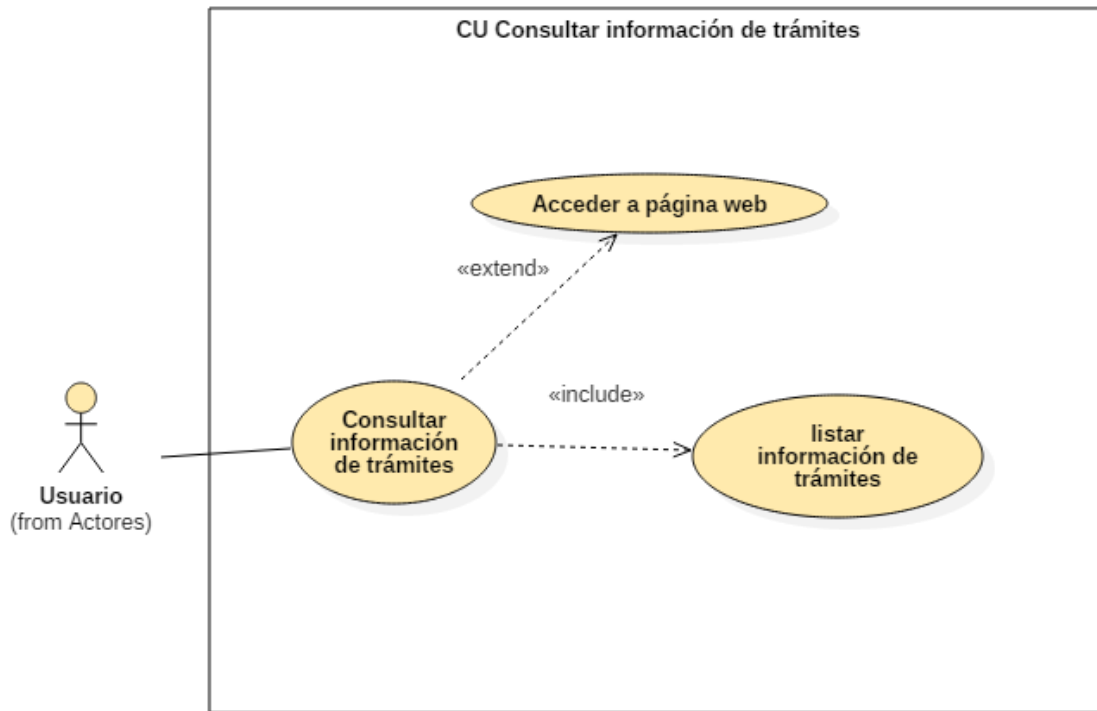 CU Consultar información de trámites
Acceder a página web
«extend»
«include»
Consultar
información
de trámites
listar
información de
trámites
Usuario
(from Actores)